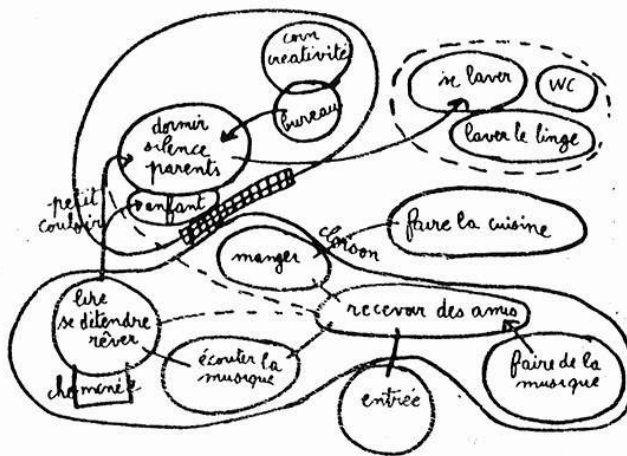 coin
creativité
bureau
se laver
WC
laver le linge
dormir
silence
parents
enfant
petit
couloir
cloison
faire la cuisine
manger
lire
se détendre
rêver
recevoir des amis
écouter la
musique
faire de la
musique
cheminée
entrée